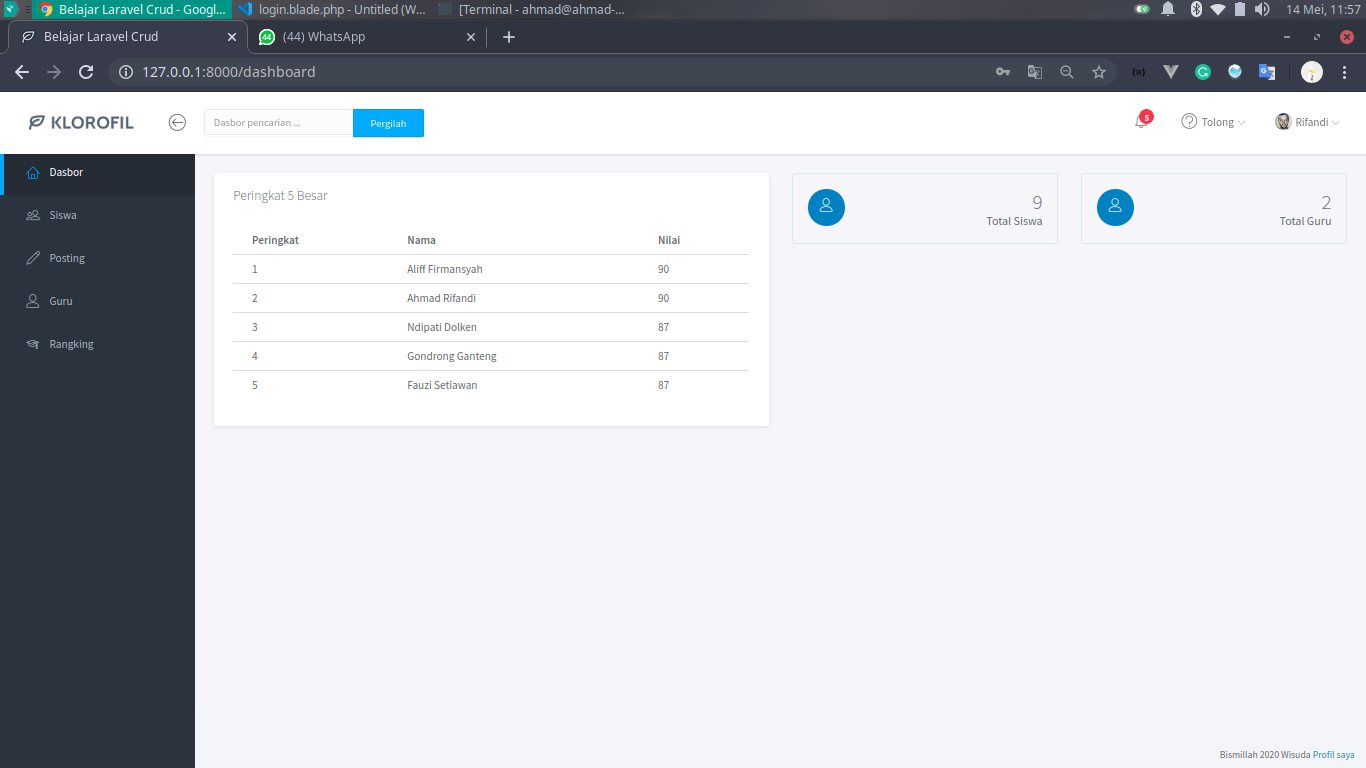 Belajar Laravel Crud - Googl...
login.blade.php - Untitled (W...
[Terminal - ahmad@ahmad-...
14 Mei, 11:57
Belajar Laravel Crud
(44) WhatsApp
127.0.0.1:8000/dashboard
KLOROFIL
Dasbor pencarian ...
Pergilah
5
Tolong
Rifandi
Dasbor
Siswa
Posting
Guru
Rangking
Peringkat 5 Besar
Peringkat Nama Nilai
1 Aliff Firmansyah 90
2 Ahmad Rifandi 90
3 Ndipati Dolken 87
4 Gondrong Ganteng 87
5 Fauzi Setiawan 87
9
Total Siswa
2
Total Guru
Bismillah 2020 Wisuda Profil saya